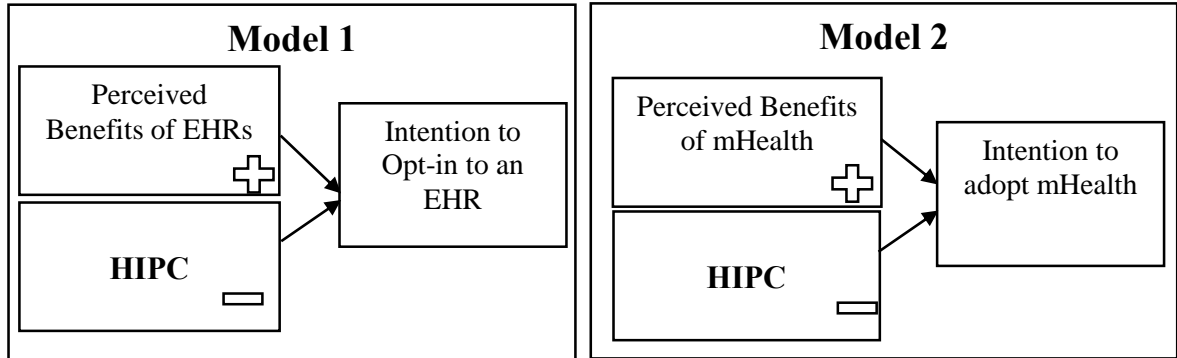 Model 1
Perceived
Benefits of EHRs
HIPC
Intention to
Opt-in to an
EHR
Model 2
Perceived Benefits
of mHealth
HIPC
Intention to
adopt mHealth